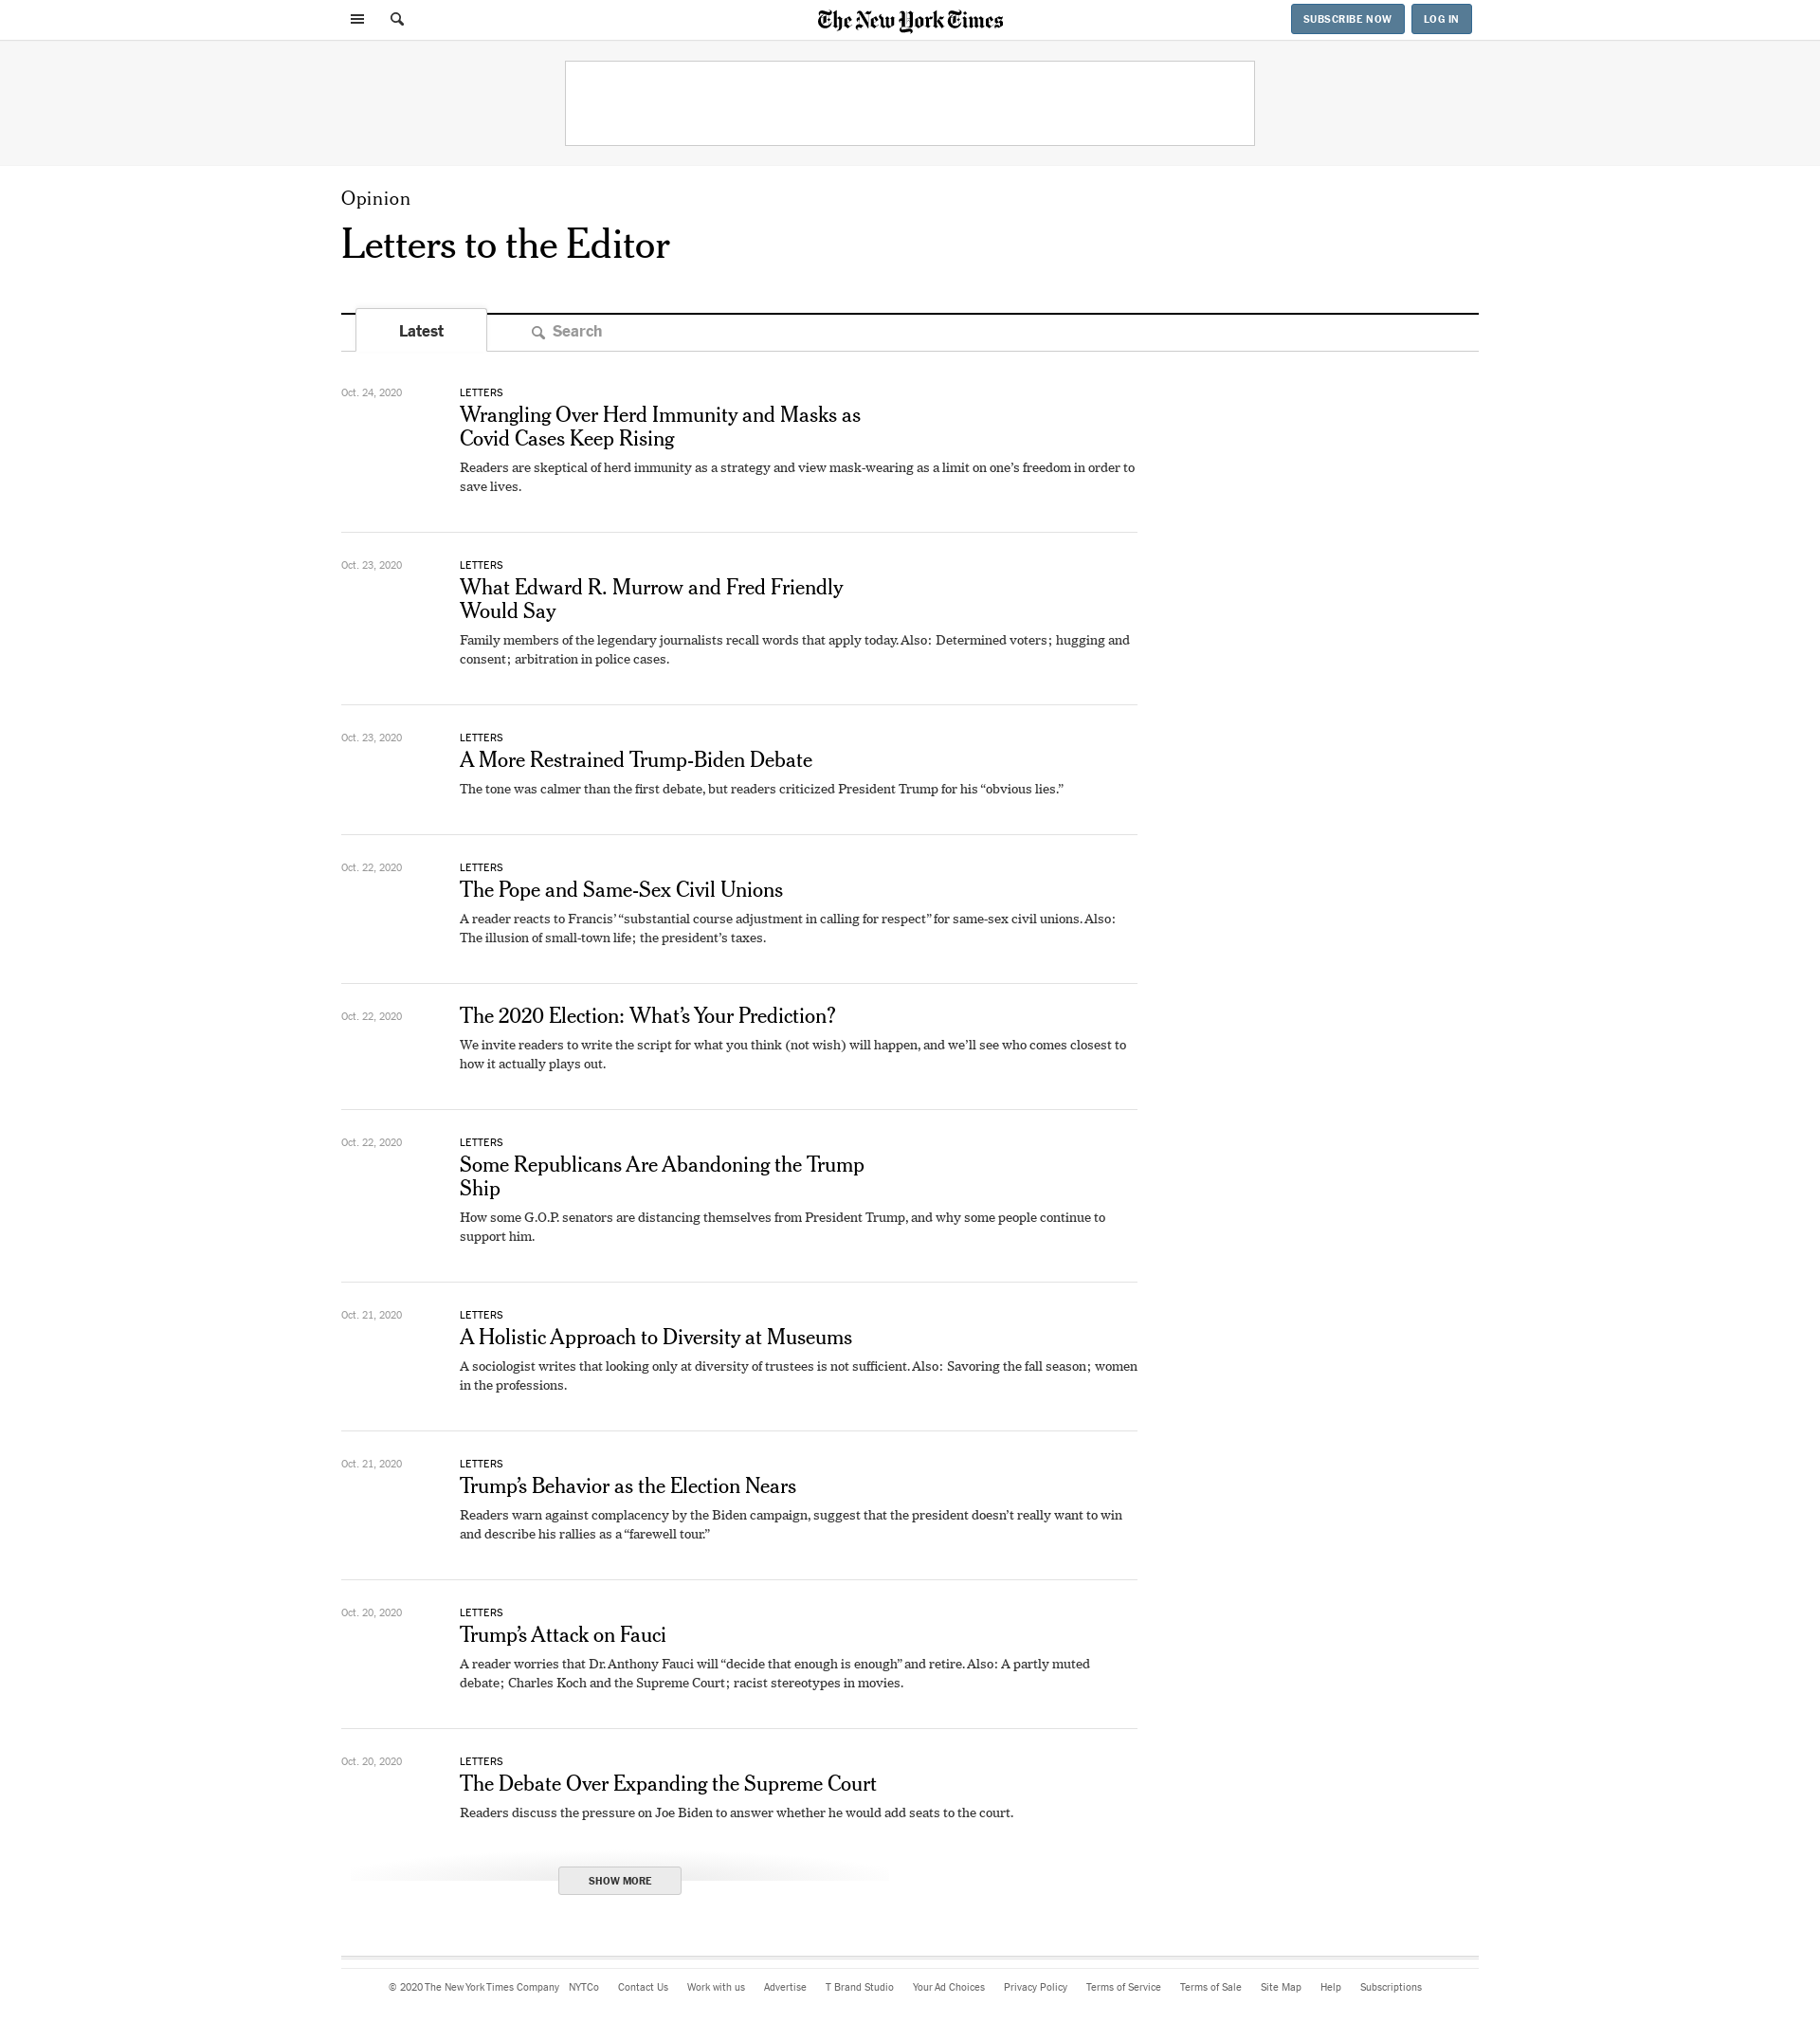 The New York Times
SUBSCRIBE NOW
LOG IN
Opinion
Letters to the Editor
Latest
Search
Oct. 24, 2020
LETTERS
Wrangling Over Herd Immunity and Masks as
Covid Cases Keep Rising
Readers are skeptical of herd immunity as a strategy and view mask-wearing as a limit on one’s freedom in order to
save lives.
Oct. 23, 2020
LETTERS
What Edward R. Murrow and Fred Friendly
Would Say
Family members of the legendary journalists recall words that apply today. Also: Determined voters; hugging and
consent; arbitration in police cases.
Oct. 23, 2020
LETTERS
A More Restrained Trump-Biden Debate
The tone was calmer than the first debate, but readers criticized President Trump for his “obvious lies.”
Oct. 22, 2020
LETTERS
The Pope and Same-Sex Civil Unions
A reader reacts to Francis’ “substantial course adjustment in calling for respect” for same-sex civil unions. Also:
The illusion of small-town life; the president’s taxes.
Oct. 22, 2020
The 2020 Election: What’s Your Prediction?
We invite readers to write the script for what you think (not wish) will happen, and we’ll see who comes closest to
how it actually plays out.
Oct. 22, 2020
LETTERS
Some Republicans Are Abandoning the Trump
Ship
How some G.O.P. senators are distancing themselves from President Trump, and why some people continue to
support him.
Oct. 21, 2020
LETTERS
A Holistic Approach to Diversity at Museums
A sociologist writes that looking only at diversity of trustees is not sufficient. Also: Savoring the fall season; women
in the professions.
Oct. 21, 2020
LETTERS
Trump’s Behavior as the Election Nears
Readers warn against complacency by the Biden campaign, suggest that the president doesn’t really want to win
and describe his rallies as a “farewell tour.”
Oct. 20, 2020
LETTERS
Trump’s Attack on Fauci
A reader worries that Dr. Anthony Fauci will “decide that enough is enough” and retire. Also: A partly muted
debate; Charles Koch and the Supreme Court; racist stereotypes in movies.
Oct. 20, 2020
LETTERS
The Debate Over Expanding the Supreme Court
Readers discuss the pressure on Joe Biden to answer whether he would add seats to the court.
SHOW MORE
© 2020 The New York Times Company NYTCo Contact Us Work with us Advertise T Brand Studio Your Ad Choices Privacy Policy Terms of Service Terms of Sale Site Map Help Subscriptions